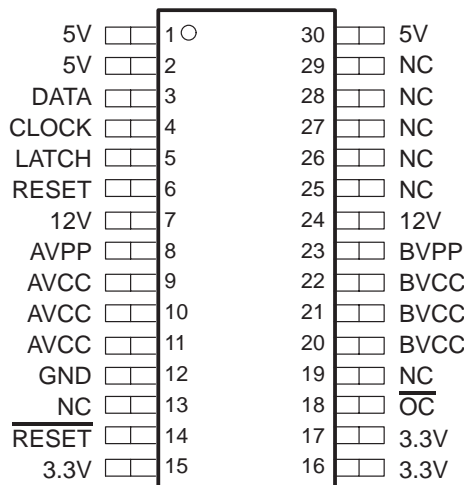 5V 1 30 5V
5V 2 29 NC
DATA 3 28 NC
CLOCK 4 27 NC
LATCH 5 26 NC
RESET 6 25 NC
12V 7 24 12V
AVPP 8 23 BVPP
AVCC 9 22 BVCC
AVCC 10 21 BVCC
AVCC 11 20 BVCC
GND 12 19 NC
NC 13 18 O̅C̅
R̅E̅S̅E̅T̅ 14 17 3.3V
3.3V 15 16 3.3V